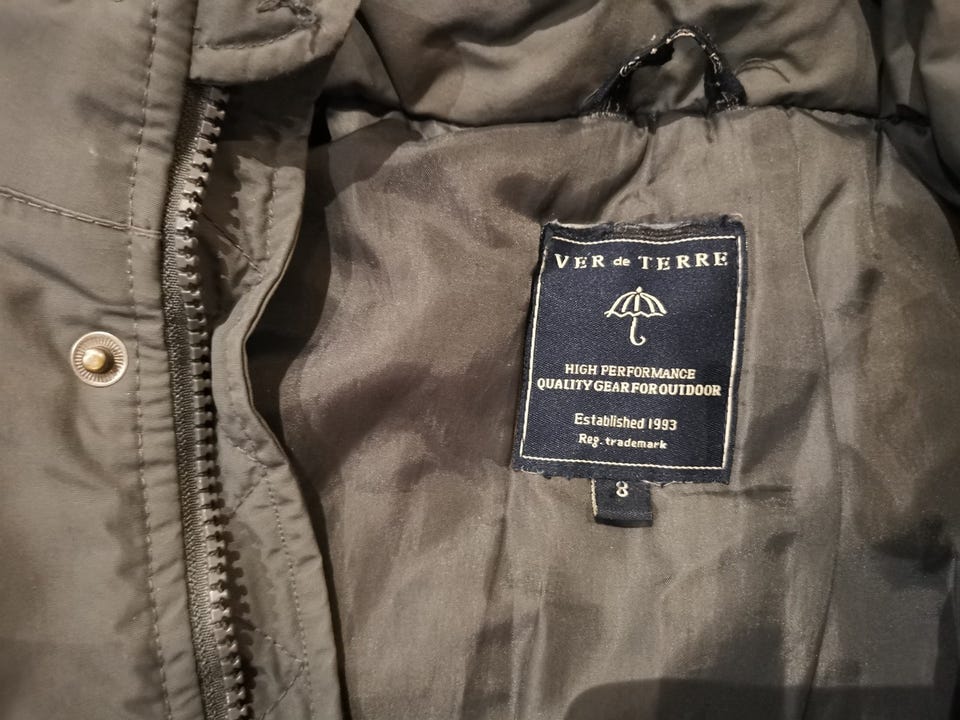 VER de TERRE
HIGH PERFORMANCE
QUALITY GEAR FOR OUTDOOR
Established 1993
Reg. trademark
8